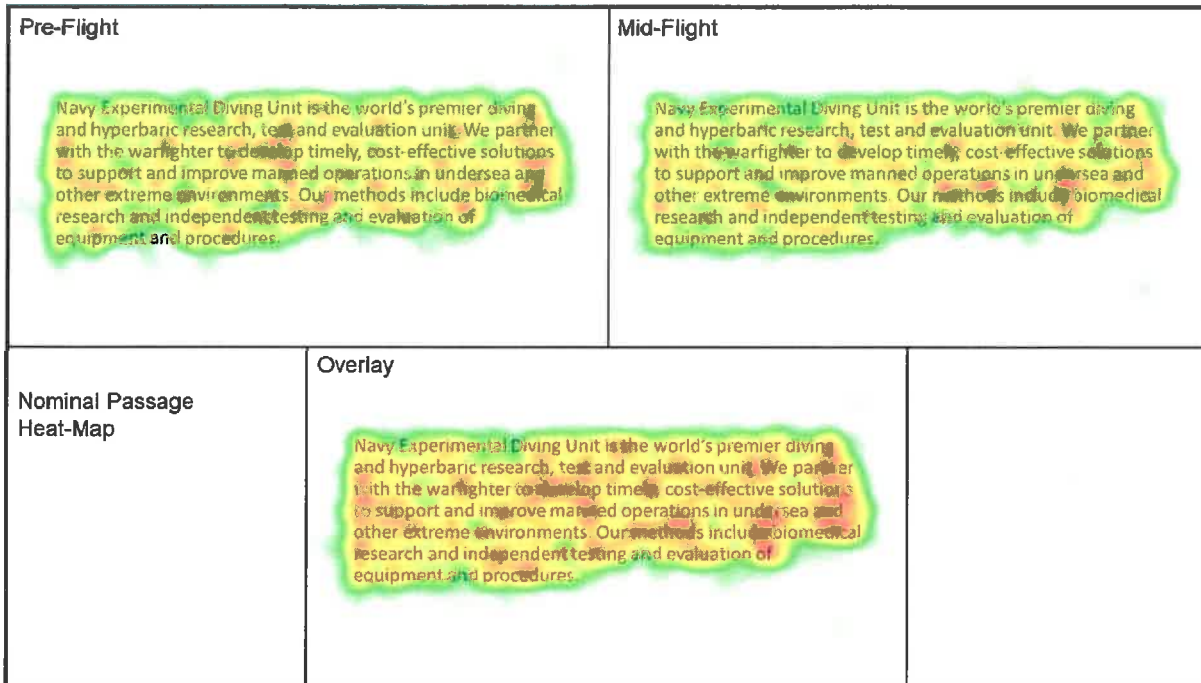 Pre-Flight
Navy Experimental Diving Unit is the world's premier diving
and hyperbaric research, test and evaluation unit. We partner
with the warfighter to develop timely, cost-effective solutions
to support and improve manned operations in undersea and
other extreme environments. Our methods include biomedical
research and independent testing and evaluation of
equipment and procedures.
Mid-Flight
Navy Experimental Diving Unit is the world's premier diving
and hyperbaric research, test and evaluation unit. We partner
with the warfighter to develop timely, cost-effective solutions
to support and improve manned operations in undersea and
other extreme environments. Our methods include biomedical
research and independent testing and evaluation of
equipment and procedures.
Nominal Passage
Heat-Map
Overlay
Navy Experimental Diving Unit is the world's premier diving
and hyperbaric research, test and evaluation unit. We partner
with the warfighter to develop timely, cost-effective solutions
to support and improve manned operations in undersea and
other extreme environments. Our methods include biomedical
research and independent testing and evaluation of
equipment and procedures.